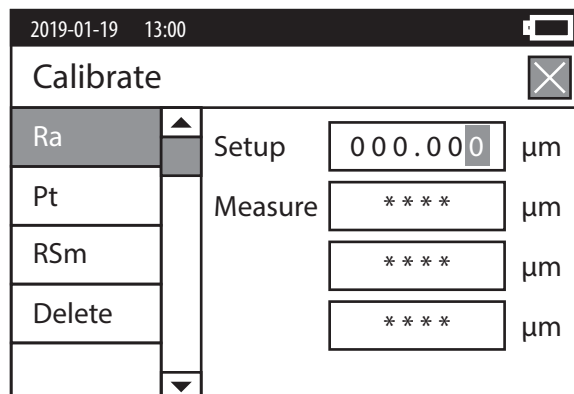 2019-01-19 13:00
Calibrate
Ra
Pt
RSm
Delete
Setup 000.000 µm
Measure **** µm
**** µm
**** µm